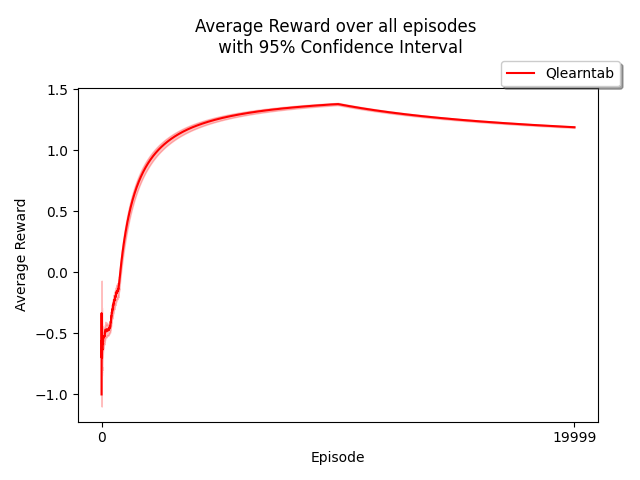 Average Reward over all episodes
with 95% Confidence Interval
Qlearntab
1.5
1.0
0.5
0.0
−0.5
−1.0
Average Reward
0
19999
Episode